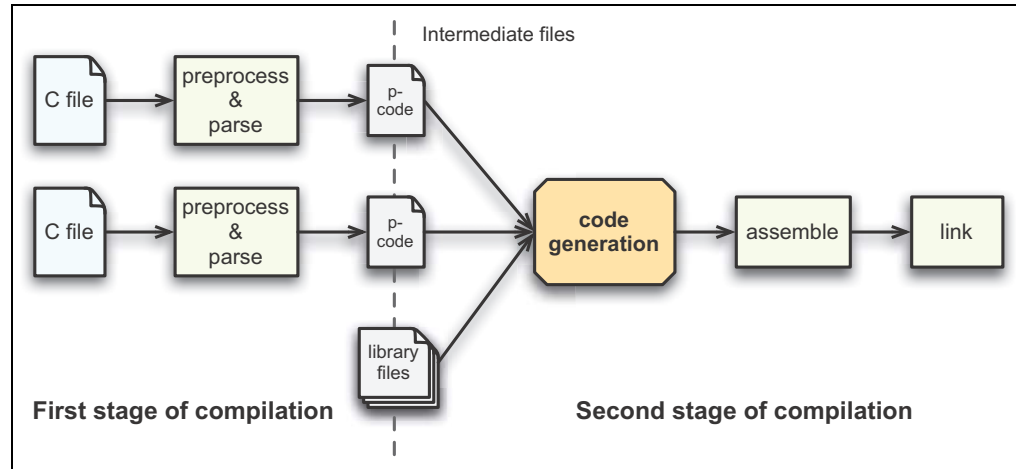 Intermediate files
C file
preprocess
&
parse
p-
code
C file
preprocess
&
parse
p-
code
code
generation
assemble
link
library
files
First stage of compilation
Second stage of compilation